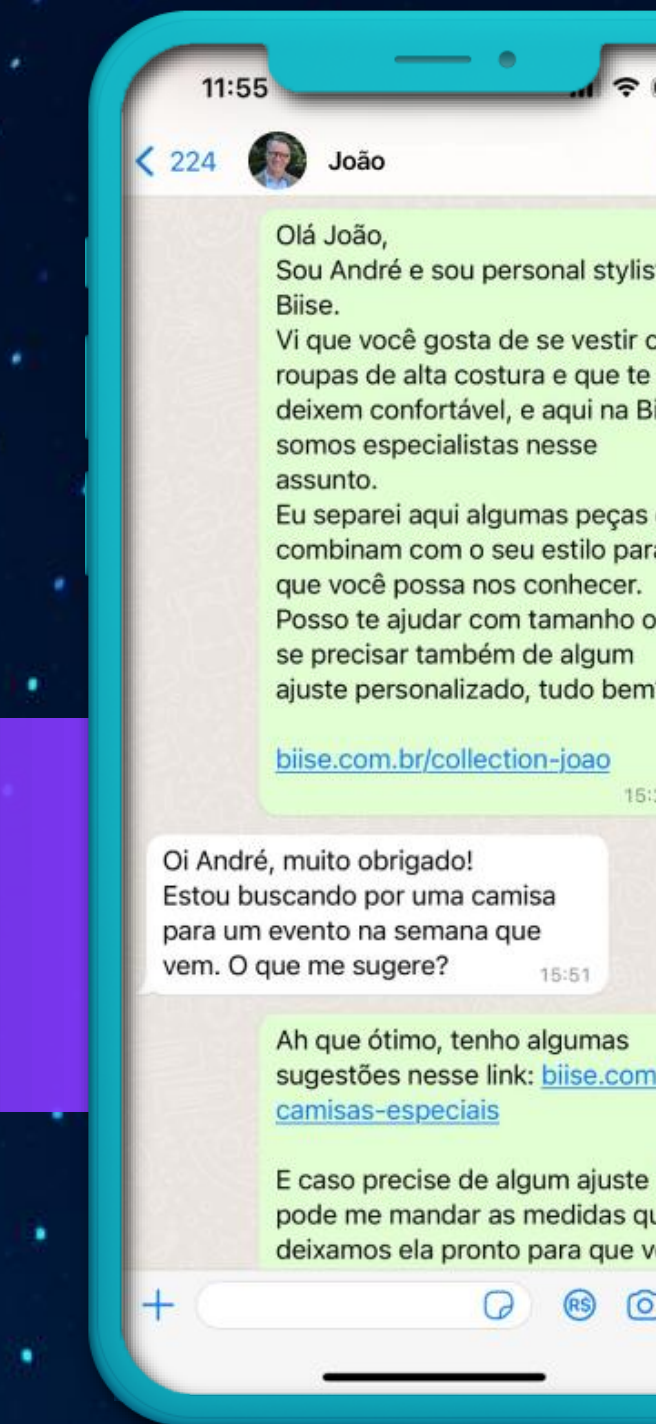 11:55
224
João
Olá João,
Sou André e sou personal
Biise.
Vi que você gosta de se vestir
roupas de alta costura e que te
deixem confortável, e aqui na
somos especialistas nesse
assunto.
Eu separei aqui algumas peças
combinam com o seu estilo
que você possa nos conhecer.
Posso te ajudar com tamanho
se precisar também de algum
ajuste personalizado, tudo bem
biise.com.br/collection-joao
Oi André, muito obrigado!
Estou buscando por uma camisa
para um evento na semana que
vem. O que me sugere?
15:51
Ah que ótimo, tenho algumas
sugestões nesse link: biise.com
camisas-especiais
E caso precise de algum ajuste
pode me mandar as medidas
deixamos ela pronto para que
R$